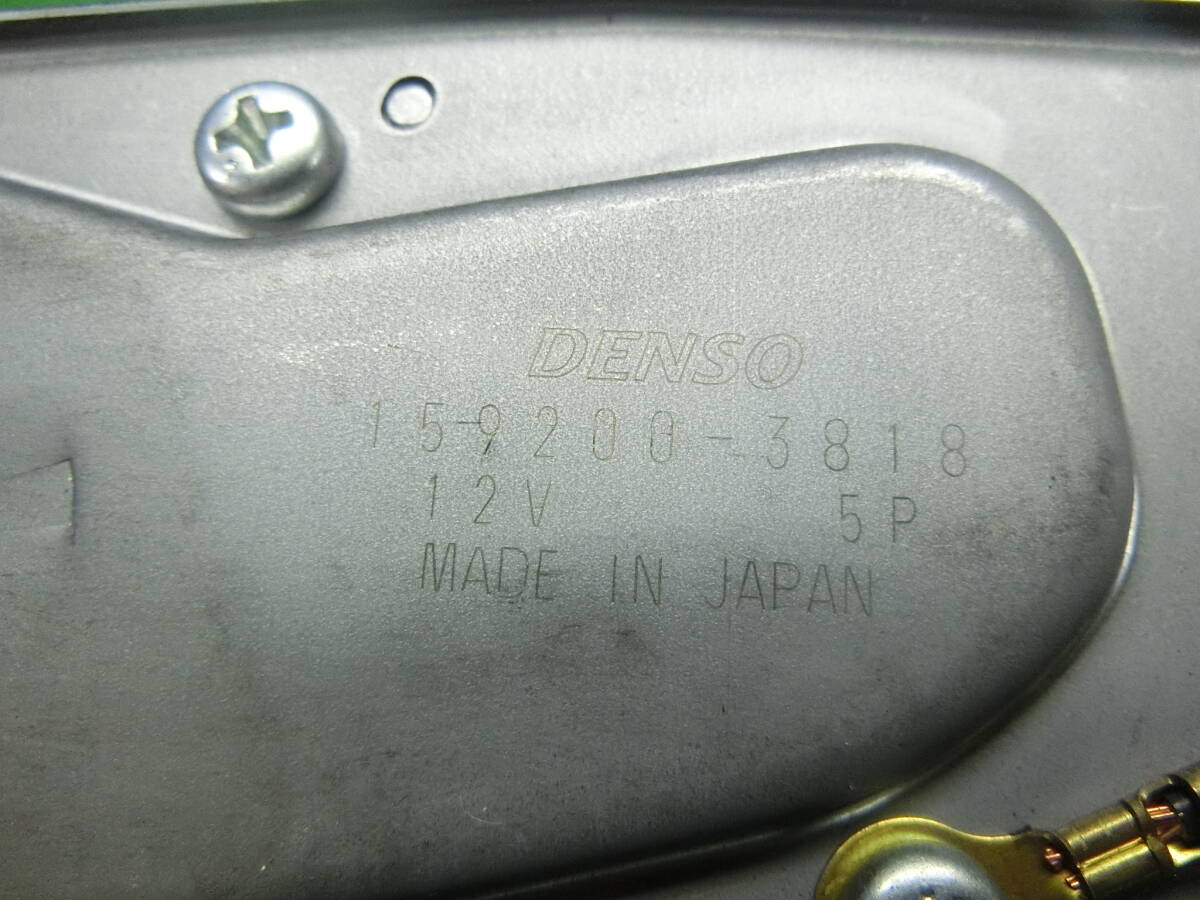 DENSO
159200-3818
12V 5P
MADE IN JAPAN